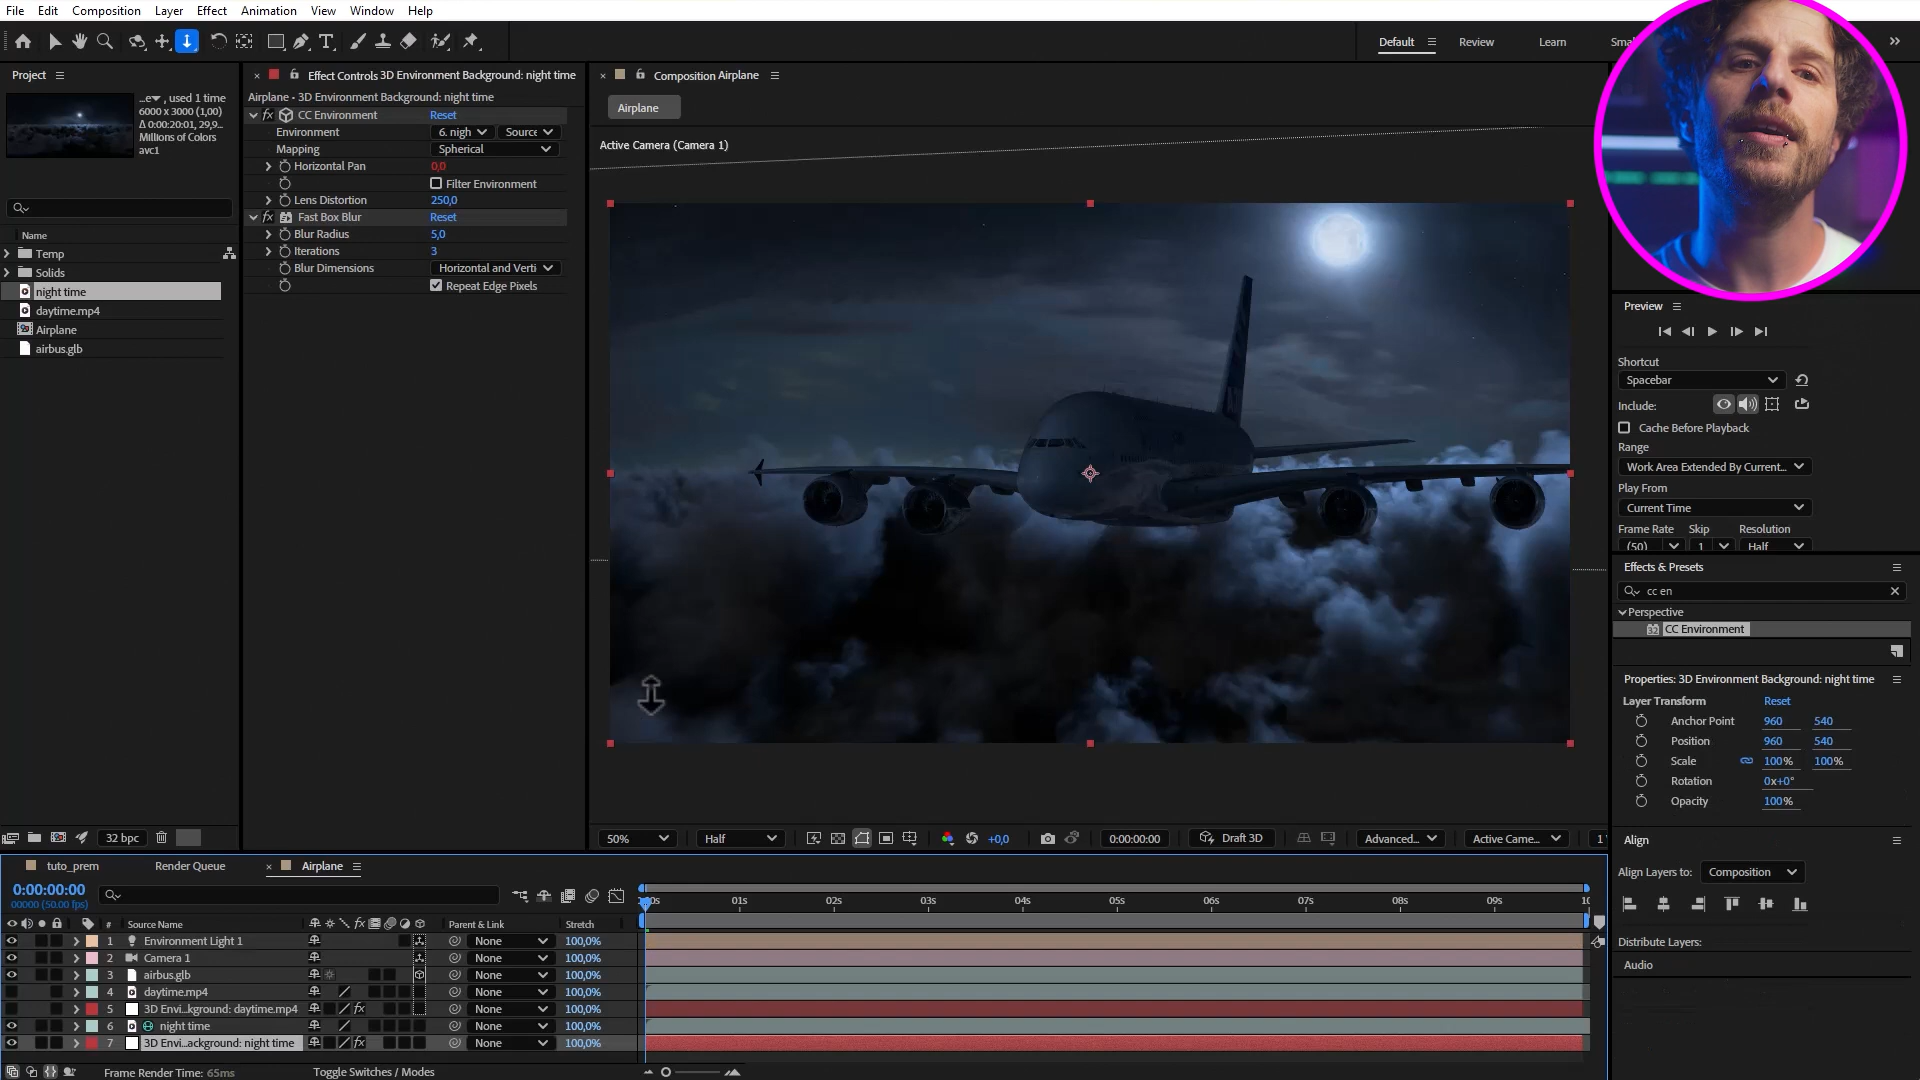 File Edit Composition Layer Effect Animation View Window Help
Default Review Learn
Project
...e, used 1 time
6000 x 3000 (1,00)
Δ 0:00:20:01, 29,9...
Millions of Colors
avc1
Name
Temp
Solids
night time
daytime.mp4
Airplane
airbus.glb
32 bpc
Effect Controls 3D Environment Background: night time
Airplane • 3D Environment Background: night time
fx CC Environment Reset
Environment 6. nigh Source
Mapping Spherical
Horizontal Pan 0,0
Filter Environment
Lens Distortion 250,0
fx Fast Box Blur Reset
Blur Radius 5,0
Iterations 3
Blur Dimensions Horizontal and Verti
Repeat Edge Pixels
Composition Airplane
Airplane
Active Camera (Camera 1)
50% Half +0,0 0:00:00:00 Draft 3D Advanced... Active Came...
Preview
Shortcut
Spacebar
Include:
Cache Before Playback
Range
Work Area Extended By Current...
Play From
Current Time
Frame Rate Skip Resolution
(50) 1 Half
Effects & Presets
cc en
Perspective
CC Environment
Properties: 3D Environment Background: night time
Layer Transform Reset
Anchor Point 960 540
Position 960 540
Scale 100% 100%
Rotation 0x+0°
Opacity 100%
Align
Align Layers to: Composition
Distribute Layers:
Audio
tuto_prem Render Queue Airplane
0:00:00:00
00000 (50.00 fps)
01s 02s 03s 04s 05s 06s 07s 08s 09s
# Source Name fx Parent & Link Stretch
1 Environment Light 1 None 100,0%
2 Camera 1 None 100,0%
3 airbus.glb None 100,0%
4 daytime.mp4 None 100,0%
5 3D Envi...kground: daytime.mp4 fx None 100,0%
6 night time None 100,0%
7 3D Envi...ackground: night time fx None 100,0%
Frame Render Time: 65ms Toggle Switches / Modes